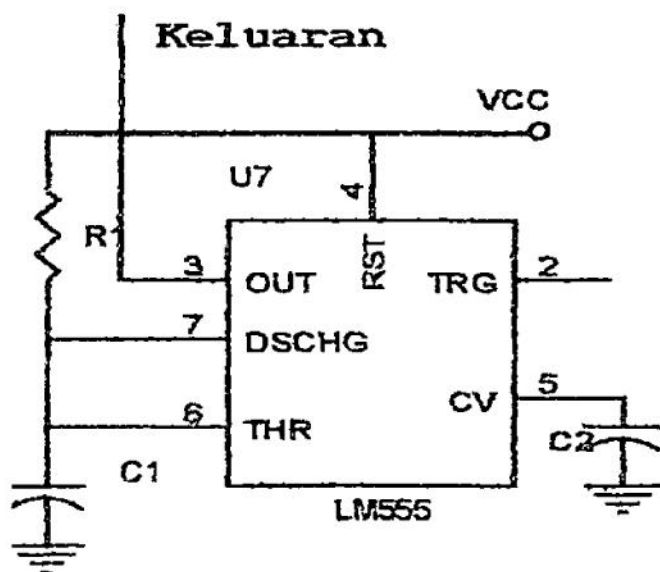 Keluaran
VCC
U7
4
R1
3
OUT
RST
TRG
2
7
DSCHG
CV
5
6
THR
C1
C2
LM555